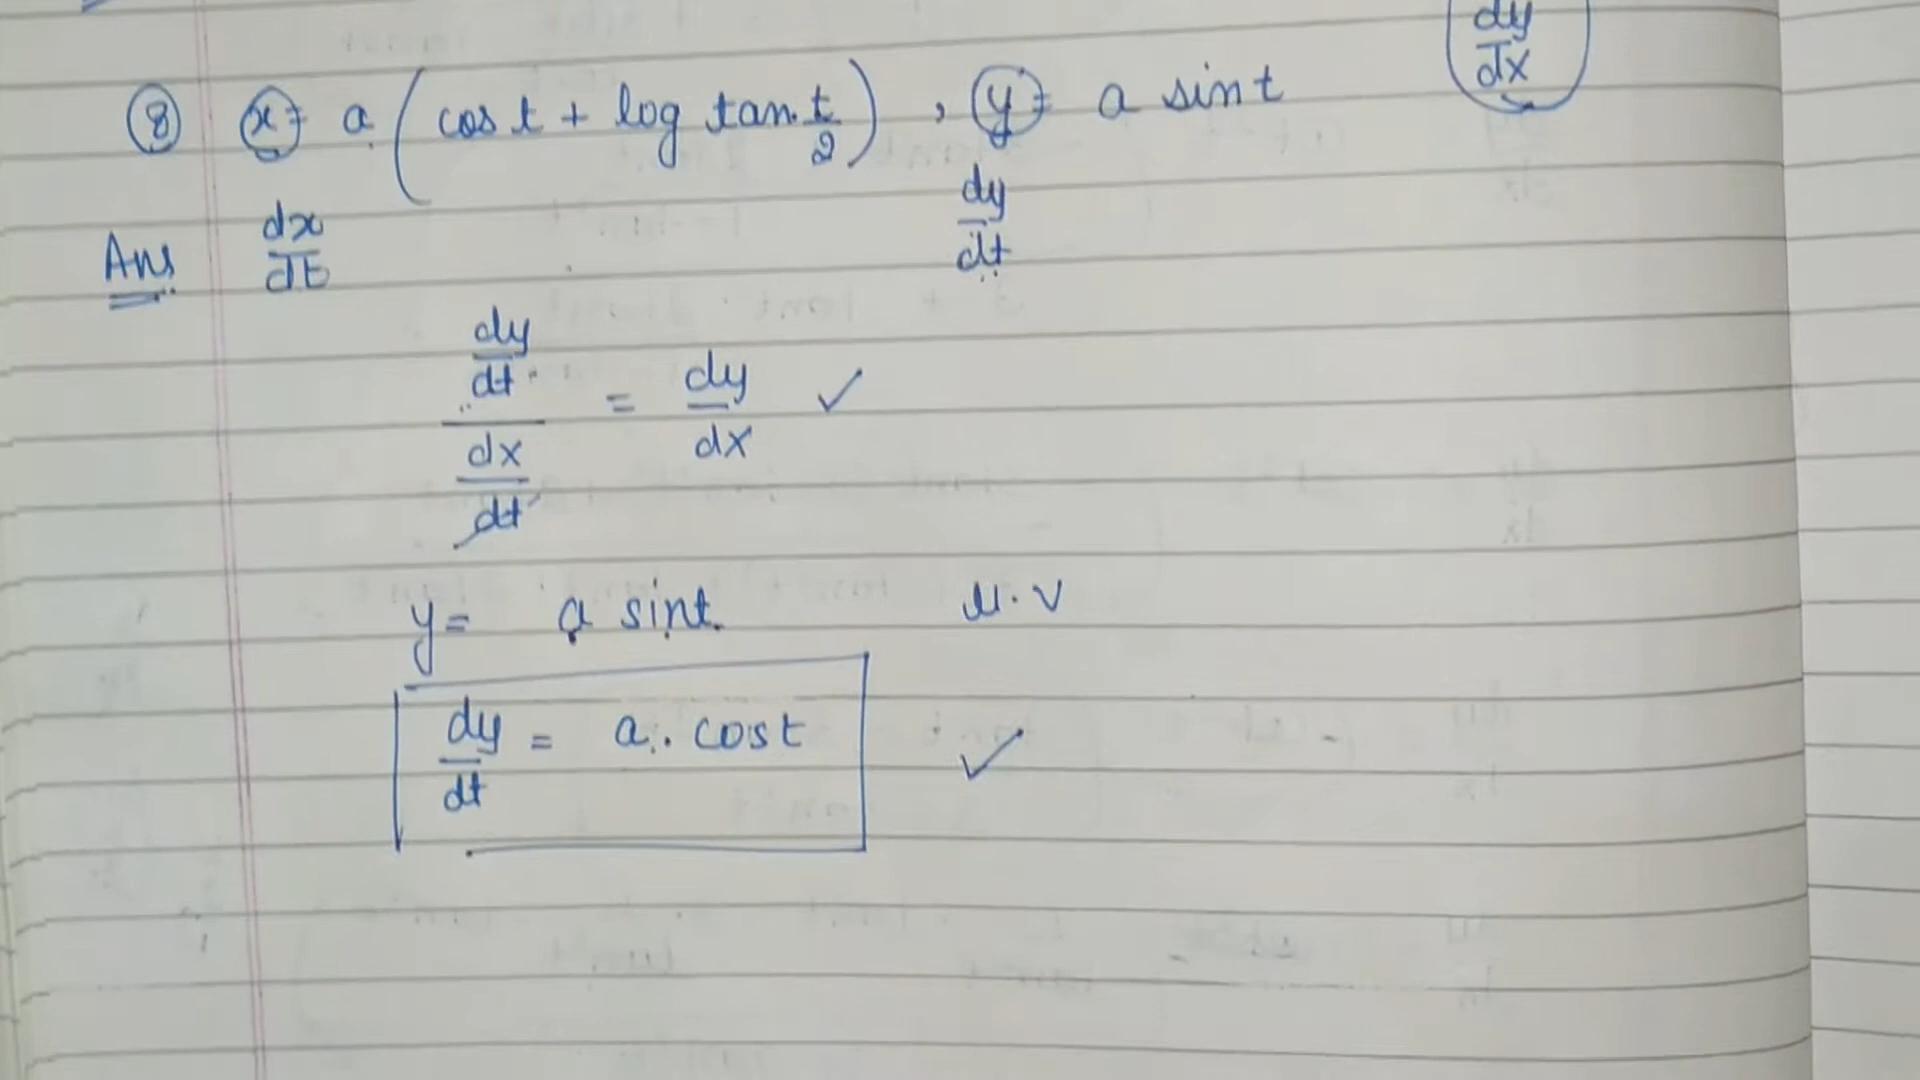 dy/dx
⑧ x = a (cos t + log tan t/2) , y = a sin t
Ans dx/dt dy/dt
(dy/dt)/(dx/dt) = dy/dx ✓
y = a sint. u.v
dy/dt = a. cost ✓